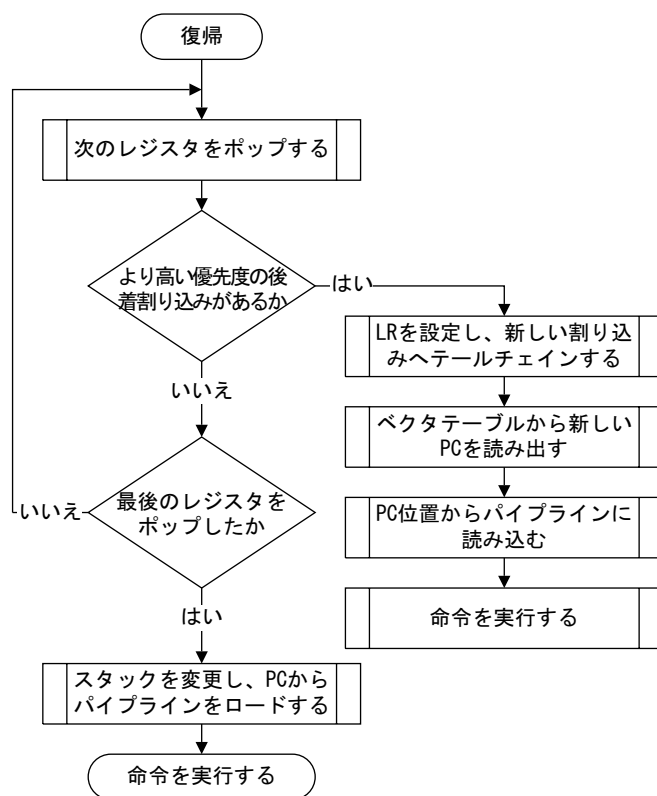 復帰
次のレジスタをポップする
より高い優先度の後
着割り込みがあるか
はい
LRを設定し、新しい割り込
みへテールチェインする
いいえ
ベクタテーブルから新しい
PCを読み出す
最後のレジスタを
ポップしたか
いいえ
PC位置からパイプラインに
読み込む
はい
命令を実行する
スタックを変更し、PCから
パイプラインをロードする
命令を実行する